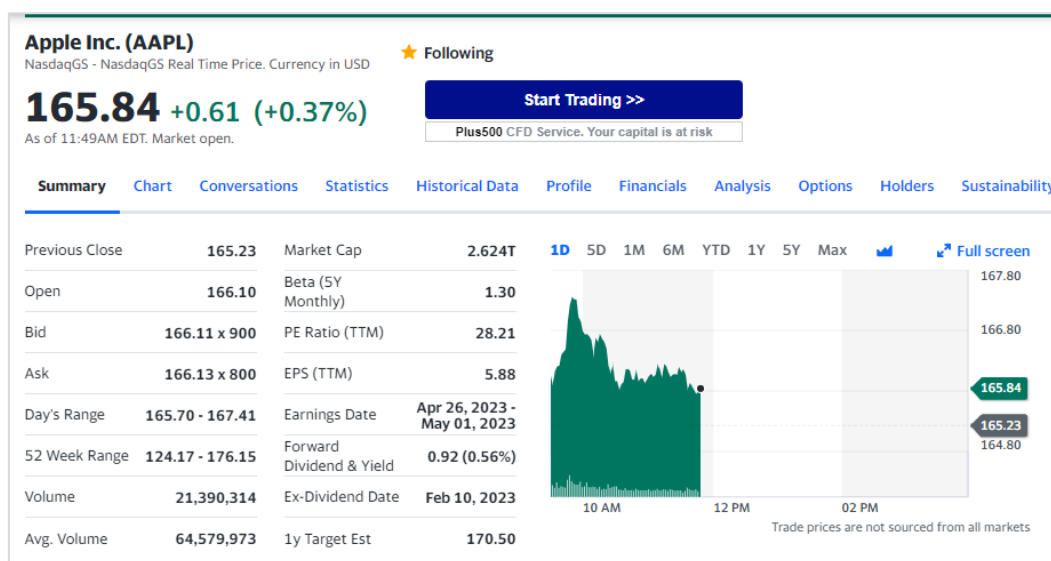 Apple Inc. (AAPL)
NasdaqGS - NasdaqGS Real Time Price. Currency in USD
Following
165.84 +0.61 (+0.37%)
As of 11:49AM EDT. Market open.
Start Trading >>
Plus500 CFD Service. Your capital is at risk
Summary Chart Conversations Statistics Historical Data Profile Financials Analysis Options Holders Sustainability
Previous Close 165.23
Open 166.10
Bid 166.11 x 900
Ask 166.13 x 800
Day's Range 165.70 - 167.41
52 Week Range 124.17 - 176.15
Volume 21,390,314
Avg. Volume 64,579,973
Market Cap 2.624T
Beta (5Y
Monthly) 1.30
PE Ratio (TTM) 28.21
EPS (TTM) 5.88
Earnings Date Apr 26, 2023 -
May 01, 2023
Forward
Dividend & Yield 0.92 (0.56%)
Ex-Dividend Date Feb 10, 2023
1y Target Est 170.50
1D 5D 1M 6M YTD 1Y 5Y Max Full screen
167.80
166.80
165.84
165.23
164.80
10 AM 12 PM 02 PM
Trade prices are not sourced from all markets